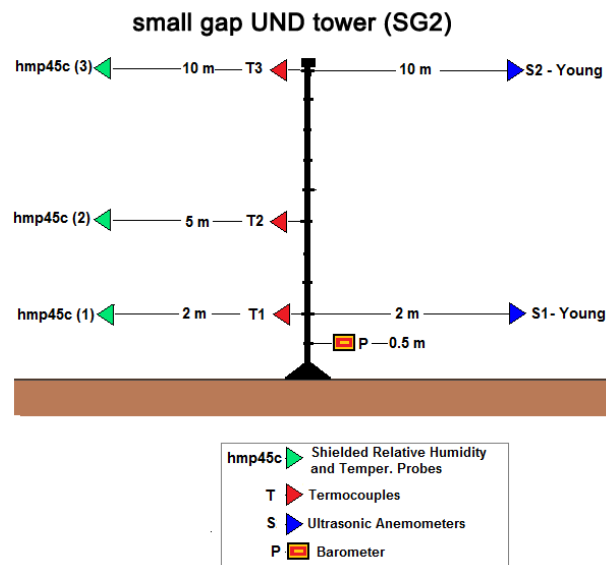 small gap UND tower (SG2)
hmp45c (3) 10 m T3 10 m S2 - Young
hmp45c (2) 5 m T2
hmp45c (1) 2 m T1 2 m S1- Young
P 0.5 m
hmp45c Shielded Relative Humidity
and Temper. Probes
T Termocouples
S Ultrasonic Anemometers
P Barometer